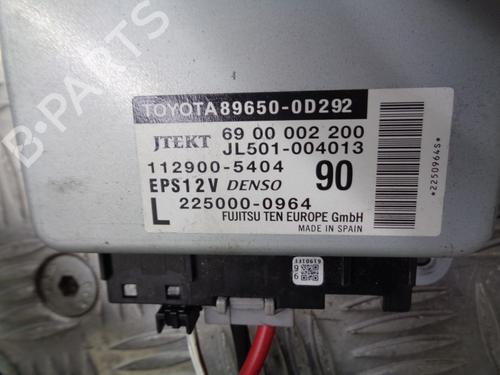 TOYOTA 89650-0D292
JTEKT 69 00 002 200
JL501-004013
112900-5404 90
EPS12V DENSO
L 225000-0964
FUJITSU TEN EUROPE GmbH
MADE IN SPAIN
*2250964S*
B-PARTS